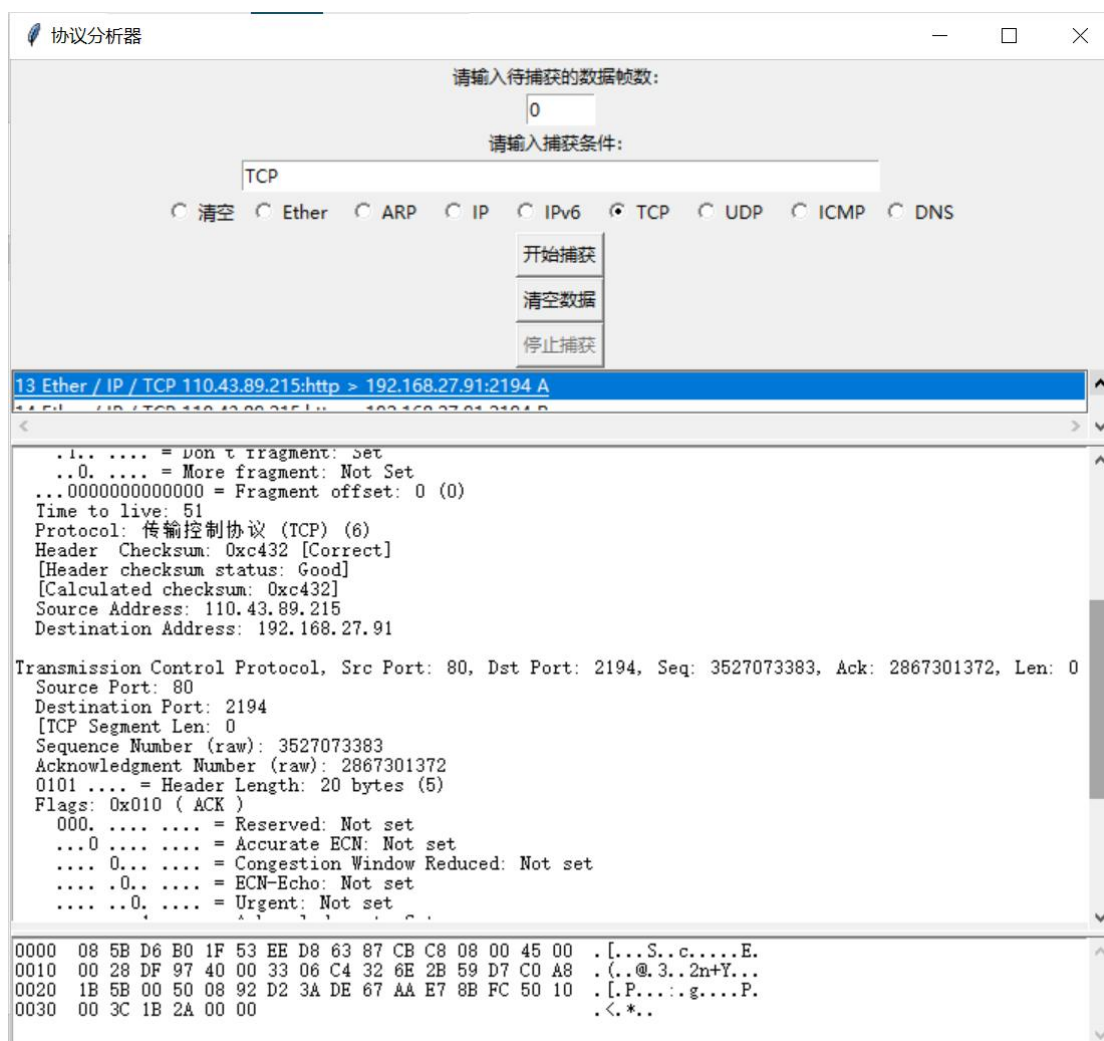 协议分析器
请输入待捕获的数据帧数:
0
请输入捕获条件:
TCP
清空 Ether ARP IP IPv6 TCP UDP ICMP DNS
开始捕获
清空数据
停止捕获
13 Ether / IP / TCP 110.43.89.215:http > 192.168.27.91:2194 A
.1.. .... = Don't fragment: Set
..0. .... = More fragment: Not Set
...0000000000000 = Fragment offset: 0 (0)
Time to live: 51
Protocol: 传输控制协议 (TCP) (6)
Header  Checksum: 0xc432 [Correct]
[Header checksum status: Good]
[Calculated checksum: 0xc432]
Source Address: 110.43.89.215
Destination Address: 192.168.27.91
Transmission Control Protocol, Src Port: 80, Dst Port: 2194, Seq: 3527073383, Ack: 2867301372, Len: 0
Source Port: 80
Destination Port: 2194
[TCP Segment Len: 0
Sequence Number (raw): 3527073383
Acknowledgment Number (raw): 2867301372
0101 .... = Header Length: 20 bytes (5)
Flags: 0x010 ( ACK )
000. .... .... = Reserved: Not set
...0 .... .... = Accurate ECN: Not set
.... 0... .... = Congestion Window Reduced: Not set
.... .0.. .... = ECN-Echo: Not set
.... ..0. .... = Urgent: Not set
0000 08 5B D6 B0 1F 53 EE D8 63 87 CB C8 08 00 45 00 .[...S..c.....E.
0010 00 28 DF 97 40 00 33 06 C4 32 6E 2B 59 D7 C0 A8 .(..@.3..2n+Y...
0020 1B 5B 00 50 08 92 D2 3A DE 67 AA E7 8B FC 50 10 .[.P...:.g....P.
0030 00 3C 1B 2A 00 00 .<.*..